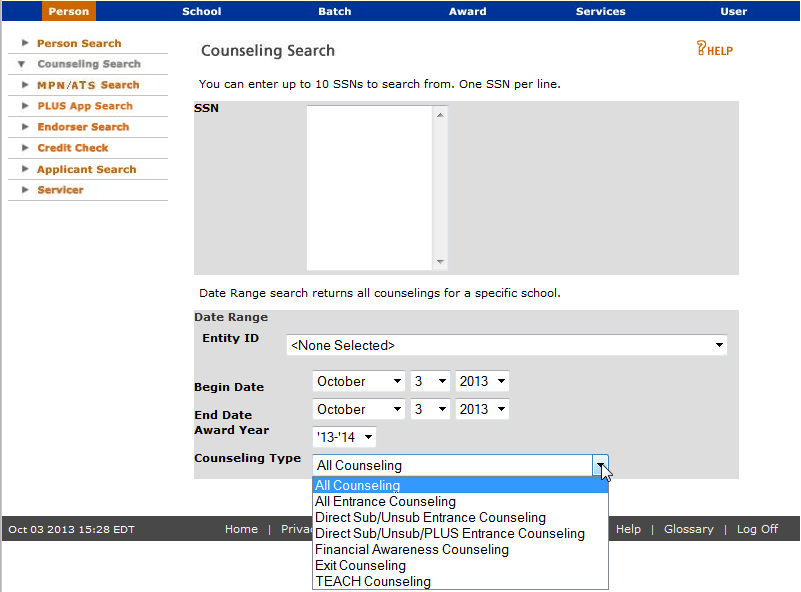 Person School Batch Award Services User
Person Search
Counseling Search
MPN/ATS Search
PLUS App Search
Endorser Search
Credit Check
Applicant Search
Servicer
Counseling Search
?HELP
You can enter up to 10 SSNs to search from. One SSN per line.
SSN
Date Range search returns all counselings for a specific school.
Date Range
Entity ID <None Selected>
Begin Date October 3 2013
End Date October 3 2013
Award Year '13-'14
Counseling Type All Counseling
All Counseling
All Entrance Counseling
Direct Sub/Unsub Entrance Counseling
Direct Sub/Unsub/PLUS Entrance Counseling
Financial Awareness Counseling
Exit Counseling
TEACH Counseling
Oct 03 2013 15:28 EDT Home | Priva Help | Glossary | Log Off